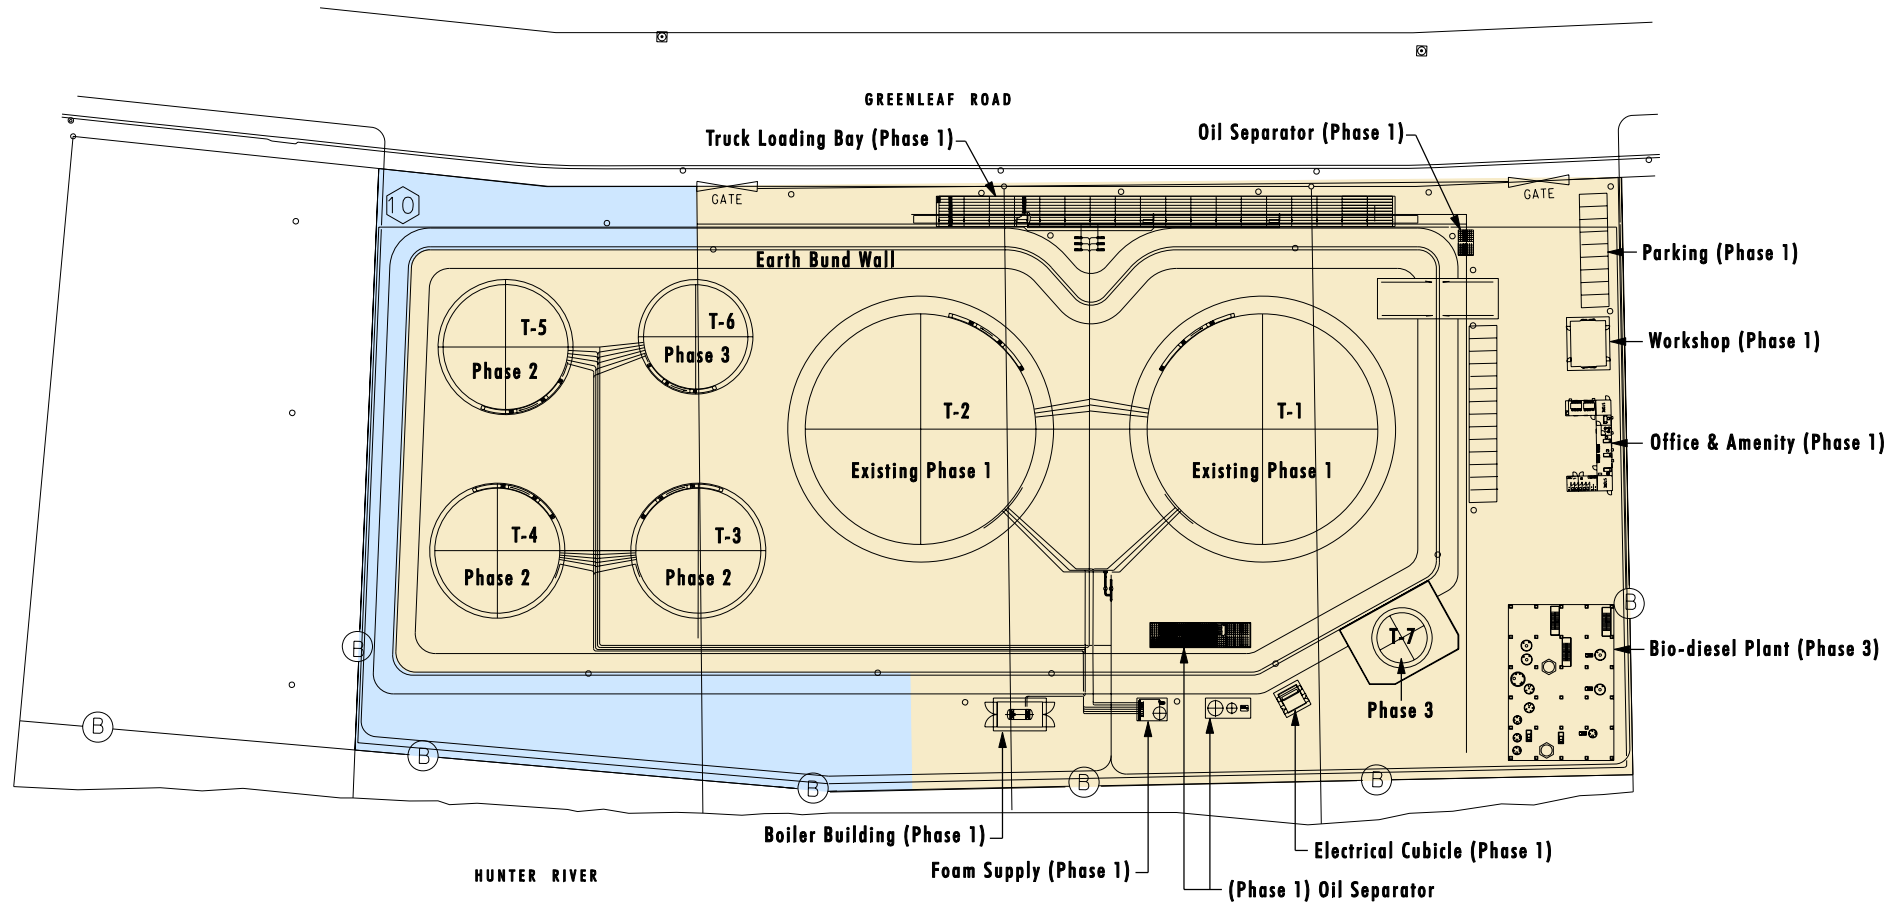 GREENLEAF ROAD
Truck Loading Bay (Phase 1)
Oil Separator (Phase 1)
GATE
GATE
10
Earth Bund Wall
Parking (Phase 1)
T-5
Phase 2
T-6
Phase 3
Workshop (Phase 1)
T-2
Existing Phase 1
T-1
Existing Phase 1
Office & Amenity (Phase 1)
T-4
Phase 2
T-3
Phase 2
B
B
T-7
Bio-diesel Plant (Phase 3)
Phase 3
B
B
B
B
B
Boiler Building (Phase 1)
Foam Supply (Phase 1)
Electrical Cubicle (Phase 1)
(Phase 1) Oil Separator
HUNTER RIVER